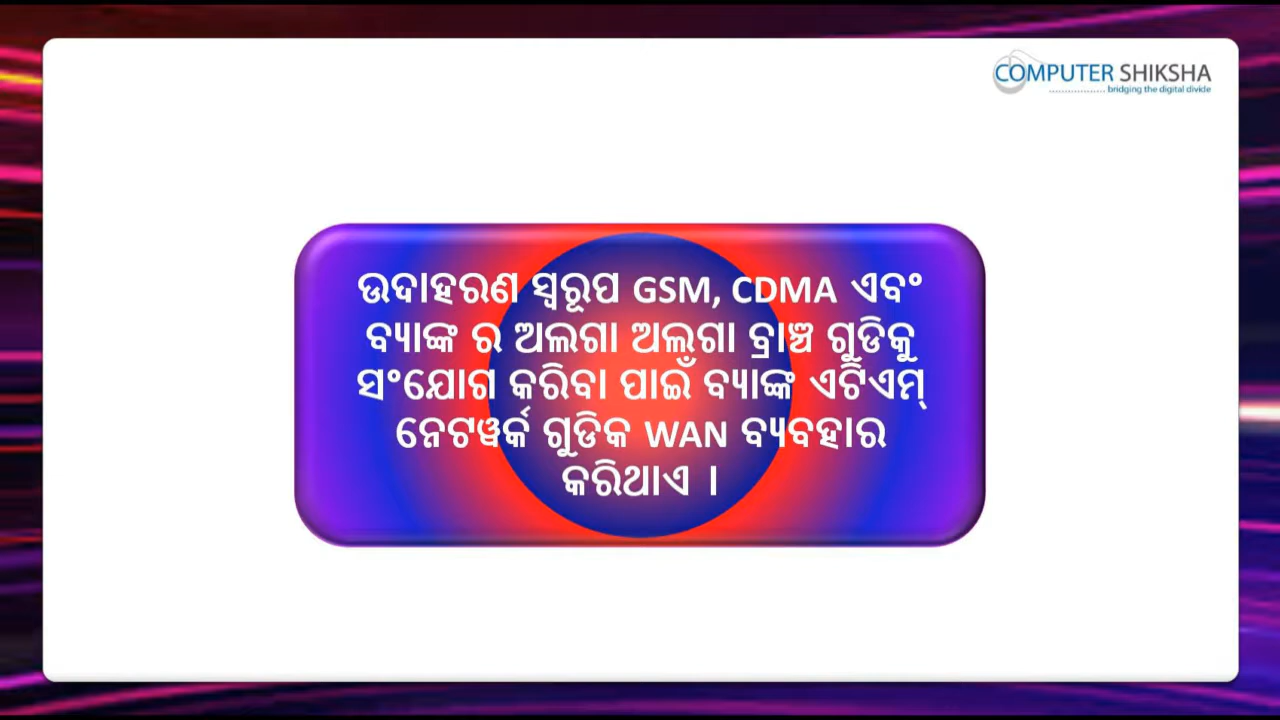 COMPUTER SHIKSHA
bridging the digital divide
ଉଦାହରଣ ସ୍ୱରୂପ GSM, CDMA ଏବଂ
ବ୍ୟାଙ୍କ ର ଅଲଗା ଅଲଗା ବ୍ରାଞ୍ଚ ଗୁଡିକୁ
ସଂଯୋଗ କରିବା ପାଇଁ ବ୍ୟାଙ୍କ ଏଟିଏମ୍
ନେଟୱର୍କ ଗୁଡିକ WAN ବ୍ୟବହାର
କରିଥାଏ ।